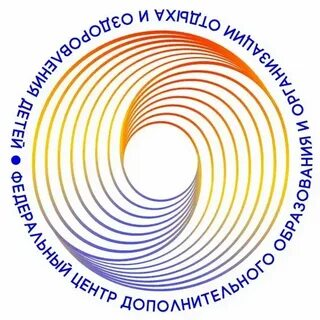 ФЕДЕРАЛЬНЫЙ ЦЕНТР ДОПОЛНИТЕЛЬНОГО ОБРАЗОВАНИЯ И ОРГАНИЗАЦИИ ОТДЫХА И ОЗДОРОВЛЕНИЯ ДЕТЕЙ •